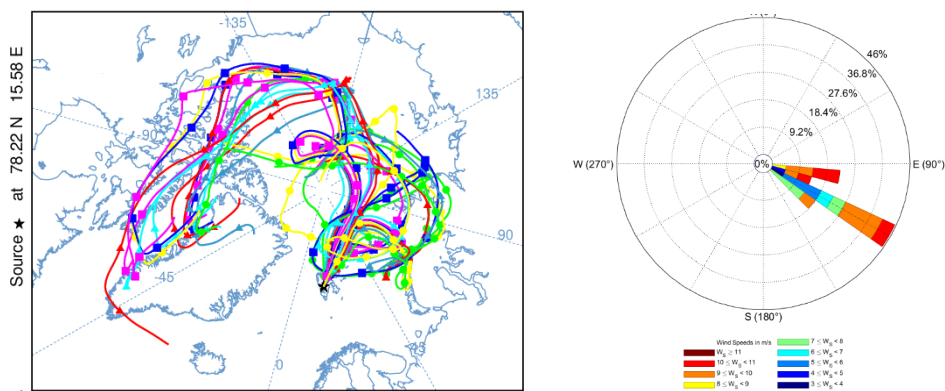 Source ★ at 78.22 N 15.58 E
-135
135
-90
90
-45
0
46%
36.8%
27.6%
18.4%
9.2%
0%
W (270°)
E (90°)
S (180°)
Wind Speeds in m/s
W_S ≥ 11
10 ≤ W_S < 11
9 ≤ W_S < 10
8 ≤ W_S < 9
7 ≤ W_S < 8
6 ≤ W_S < 7
5 ≤ W_S < 6
4 ≤ W_S < 5
3 ≤ W_S < 4